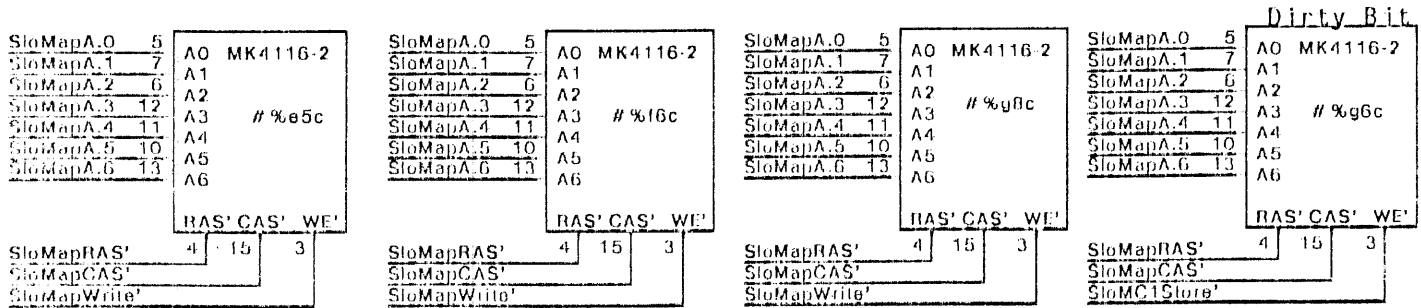 Dirty Bit
SloMapA.0 5 A0 MK4116-2 SloMapA.0 5 A0 MK4116-2 SloMapA.0 5 A0 MK4116-2 SloMapA.0 5 A0 MK4116-2
SloMapA.1 7 A1 SloMapA.1 7 A1 SloMapA.1 7 A1 SloMapA.1 7 A1
SloMapA.2 6 A2 SloMapA.2 6 A2 SloMapA.2 6 A2 SloMapA.2 6 A2
SloMapA.3 12 A3 # %e5c SloMapA.3 12 A3 # %f6c SloMapA.3 12 A3 # %g8c SloMapA.3 12 A3 # %g6c
SloMapA.4 11 A4 SloMapA.4 11 A4 SloMapA.4 11 A4 SloMapA.4 11 A4
SloMapA.5 10 A5 SloMapA.5 10 A5 SloMapA.5 10 A5 SloMapA.5 10 A5
SloMapA.6 13 A6 SloMapA.6 13 A6 SloMapA.6 13 A6 SloMapA.6 13 A6
RAS' CAS' WE' RAS' CAS' WE' RAS' CAS' WE' RAS' CAS' WE'
SloMapRAS' 4 15 3 SloMapRAS' 4 15 3 SloMapRAS' 4 15 3 SloMapRAS' 4 15 3
SloMapCAS' SloMapCAS' SloMapCAS' SloMapCAS'
SloMapWrite' SloMapWrite' SloMapWrite' SloMC1Store'